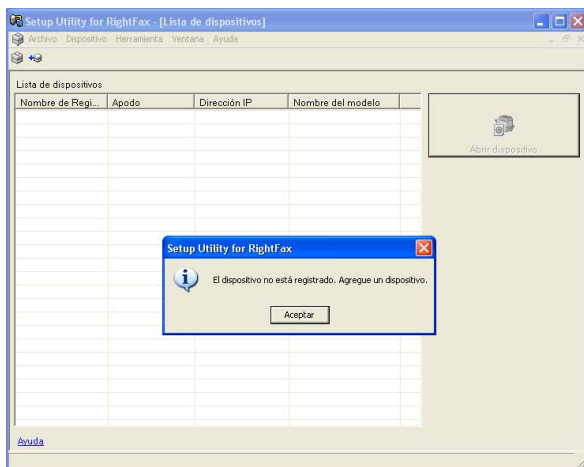 Setup Utility for RightFax - [Lista de dispositivos]
Archivo Dispositivo Herramienta Ventana Ayuda
Lista de dispositivos
Nombre de Regi... Apodo Dirección IP Nombre del modelo
Abrir dispositivo
Setup Utility for RightFax
El dispositivo no está registrado. Agregue un dispositivo.
Aceptar
Ayuda